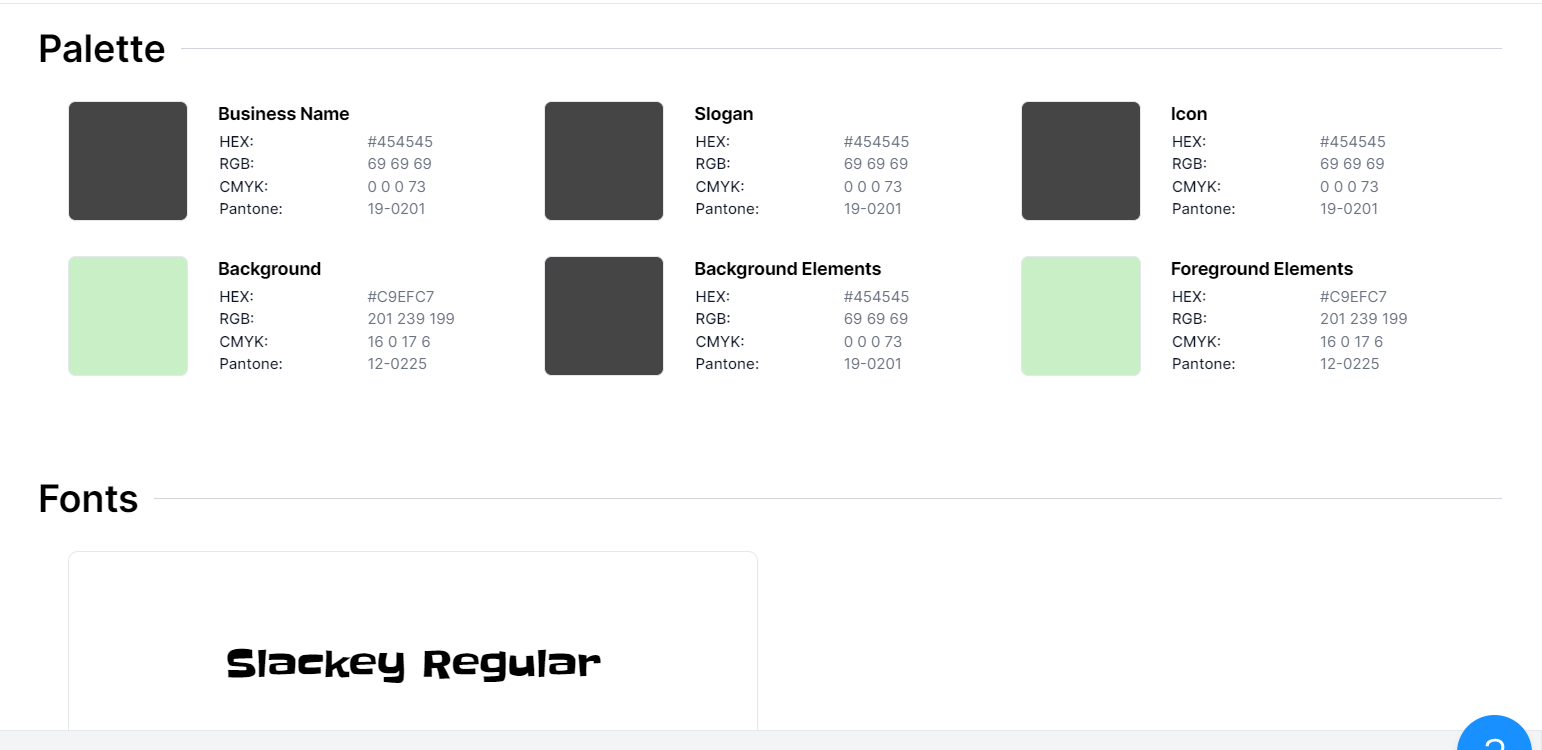 Palette
Business Name
HEX: #454545
RGB: 69 69 69
CMYK: 0 0 0 73
Pantone: 19-0201
Slogan
HEX: #454545
RGB: 69 69 69
CMYK: 0 0 0 73
Pantone: 19-0201
Icon
HEX: #454545
RGB: 69 69 69
CMYK: 0 0 0 73
Pantone: 19-0201
Background
HEX: #C9EFC7
RGB: 201 239 199
CMYK: 16 0 17 6
Pantone: 12-0225
Background Elements
HEX: #454545
RGB: 69 69 69
CMYK: 0 0 0 73
Pantone: 19-0201
Foreground Elements
HEX: #C9EFC7
RGB: 201 239 199
CMYK: 16 0 17 6
Pantone: 12-0225
Fonts
Slackey Regular